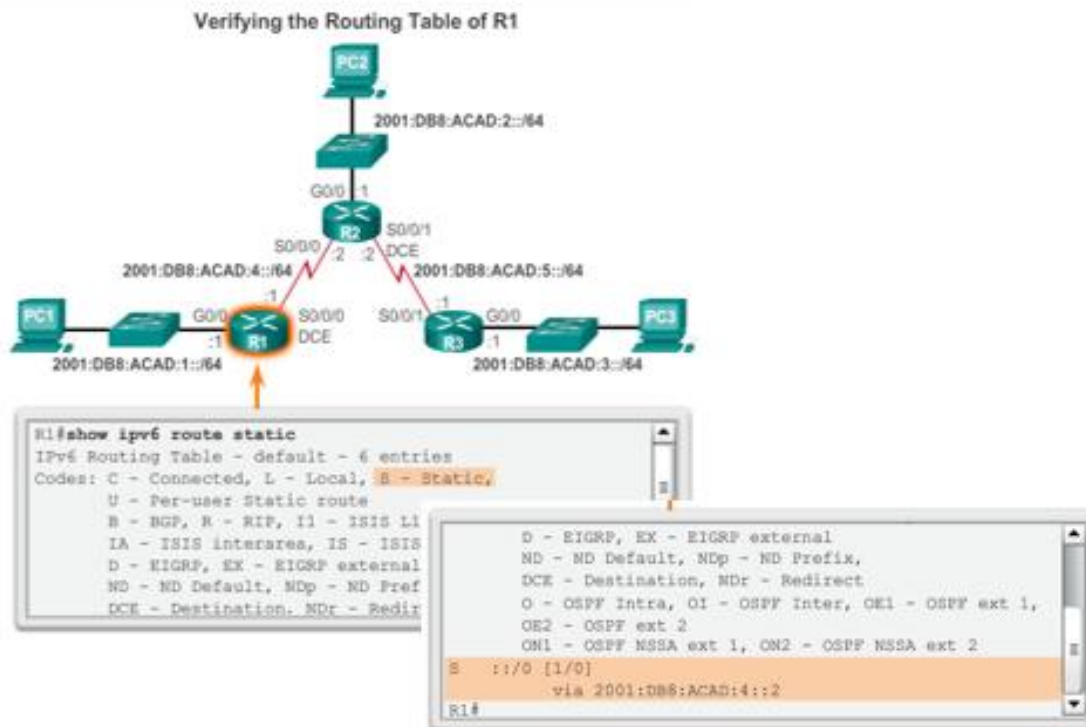 Verifying the Routing Table of R1
PC2
2001:DB8:ACAD:2::/64
G0/0 :1
R2
S0/0/0 :2 :2 S0/0/1
DCE
2001:DB8:ACAD:4::/64
2001:DB8:ACAD:5::/64
:1
:1
PC1
G0/0
:1
R1
S0/0/0
DCE
S0/0/1
R3
G0/0
:1
PC3
2001:DB8:ACAD:1::/64
2001:DB8:ACAD:3::/64
R1#show ipv6 route static
IPv6 Routing Table - default - 6 entries
Codes: C - Connected, L - Local, S - Static,
U - Per-user Static route
B - BGP, R - RIP, I1 - ISIS L1
IA - ISIS interarea, IS - ISIS
D - EIGRP, EX - EIGRP external
ND - ND Default, NDp - ND Pref
DCE - Destination, NDr - Redir
D - EIGRP, EX - EIGRP external
ND - ND Default, NDp - ND Prefix,
DCE - Destination, NDr - Redirect
O - OSPF Intra, OI - OSPF Inter, OE1 - OSPF ext 1,
OE2 - OSPF ext 2
ON1 - OSPF NSSA ext 1, ON2 - OSPF NSSA ext 2
S ::/0 [1/0]
via 2001:DB8:ACAD:4::2
R1#